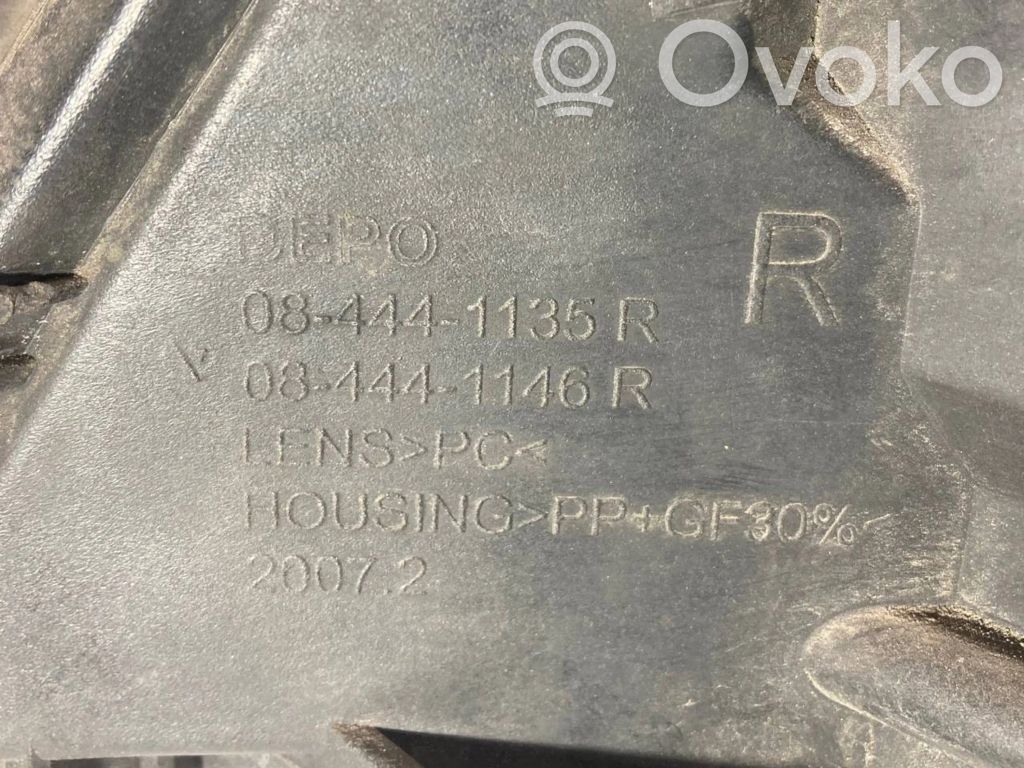 Ovoko
DEPO
R
08-444-1135 R
08-444-1146 R
LENS>PC<
HOUSING>PP+GF30%<
2007.2